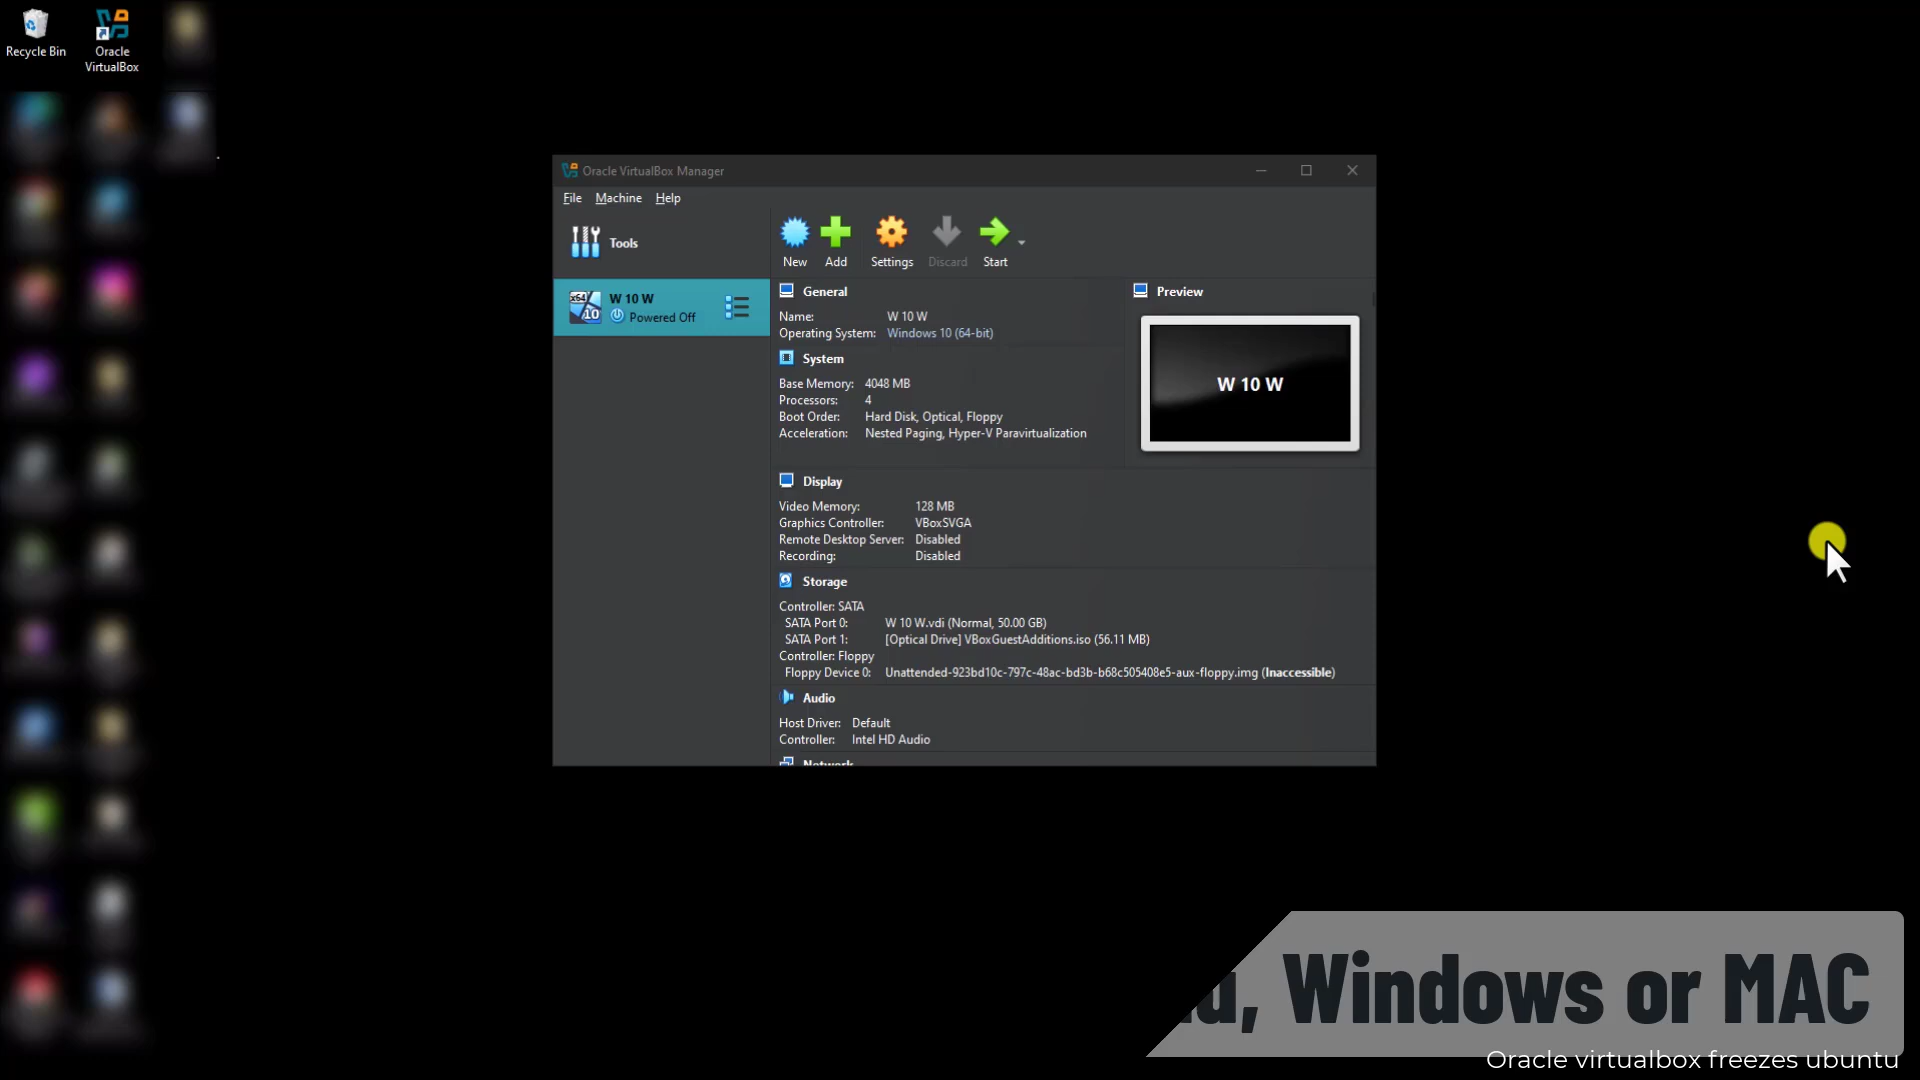 Recycle Bin
Oracle
VirtualBox
Oracle VirtualBox Manager
File Machine Help
Tools
New Add Settings Discard Start
W 10 W
Powered Off
x64
10
General
Name: W 10 W
Operating System: Windows 10 (64-bit)
System
Base Memory: 4048 MB
Processors: 4
Boot Order: Hard Disk, Optical, Floppy
Acceleration: Nested Paging, Hyper-V Paravirtualization
Preview
W 10 W
Display
Video Memory: 128 MB
Graphics Controller: VBoxSVGA
Remote Desktop Server: Disabled
Recording: Disabled
Storage
Controller: SATA
SATA Port 0: W 10 W.vdi (Normal, 50.00 GB)
SATA Port 1: [Optical Drive] VBoxGuestAdditions.iso (56.11 MB)
Controller: Floppy
Floppy Device 0: Unattended-923bd10c-797c-48ac-bd3b-b68c505408e5-aux-floppy.img (Inaccessible)
Audio
Host Driver: Default
Controller: Intel HD Audio
Network
, Windows or MAC
Oracle virtualbox freezes ubuntu